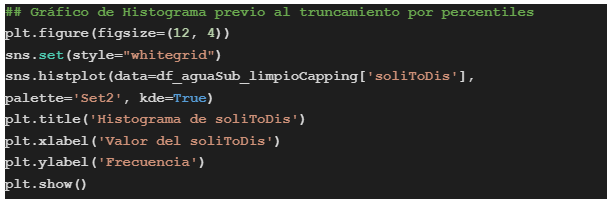 ## Gráfico de Histograma previo al truncamiento por percentiles
plt.figure(figsize=(12, 4))
sns.set(style="whitegrid")
sns.histplot(data=df_aguaSub_limpioCapping['soliToDis'],
palette='Set2', kde=True)
plt.title('Histograma de soliToDis')
plt.xlabel('Valor del soliToDis')
plt.ylabel('Frecuencia')
plt.show()